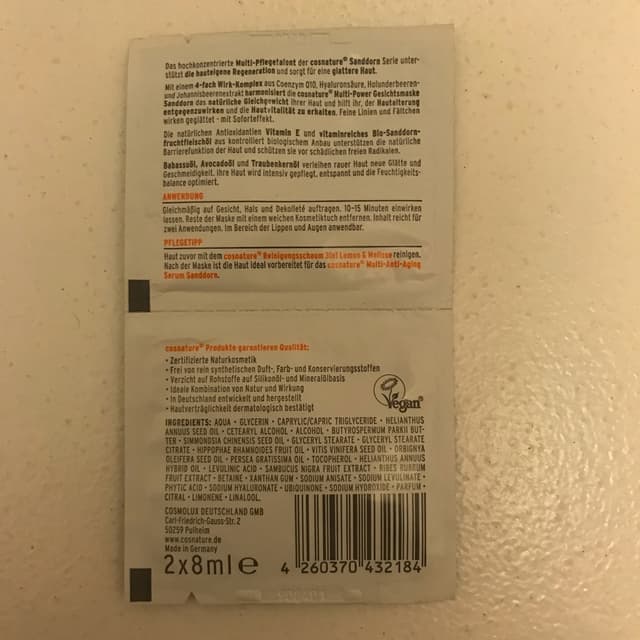 Das hochkonzentrierte Multi-Pflegetalent der cosnature® Sanddorn Serie unter-
stützt die hauteigene Regeneration und sorgt für eine glattere Haut.
Mit einem 4-fach Wirk-Komplex aus Coenzym Q10, Hyaluronsäure, Holunderbeeren-
und Johannisbeerenextrakt harmonisiert die cosnature® Multi-Power Gesichtsmaske
Sanddorn das natürliche Gleichgewicht ihrer Haut und hilft ihr, der Hautalterung
entgegenzuwirken und die Hautvitalität zu erhalten. Feine Linien und Fältchen
wirken geglättet - mit Soforteffekt.
Die natürlichen Antioxidantien Vitamin E und vitaminreiches Bio-Sanddorn-
fruchtfleischöl aus kontrolliert biologischem Anbau unterstützen die natürliche
Barrierefunktion der Haut und schützen sie vor schädlichen freien Radikalen.
Babassuöl, Avocadoöl und Traubenkernöl verleihen rauer Haut neue Glätte und
Geschmeidigkeit. Ihre Haut wird intensiv gepflegt, entspannt und die Feuchtigkeits-
balance optimiert.
ANWENDUNG
Gleichmäßig auf Gesicht, Hals und Dekolleté auftragen. 10-15 Minuten einwirken
lassen. Reste der Maske mit einem weichen Kosmetiktuch entfernen. Inhalt reicht für
zwei Anwendungen. Im Bereich der Lippen und Augen anwendbar.
PFLEGETIPP
Haut zuvor mit dem cosnature® Reinigungsschaum 3in1 Lemon & Melisse reinigen.
Nach der Maske ist die Haut ideal vorbereitet für das cosnature® Multi-Anti-Aging
Serum Sanddorn.
cosnature® Produkte garantieren Qualität:
• Zertifizierte Naturkosmetik
• Frei von rein synthetischen Duft-, Farb- und Konservierungsstoffen
• Verzicht auf Rohstoffe auf Silikonöl- und Mineralölbasis
• Ideale Kombination von Natur und Wirkung
• In Deutschland entwickelt und hergestellt
• Hautverträglichkeit dermatologisch bestätigt
Vegan®
INGREDIENTS: AQUA • GLYCERIN • CAPRYLIC/CAPRIC TRIGLYCERIDE • HELIANTHUS
ANNUUS SEED OIL • CETEARYL ALCOHOL • ALCOHOL • BUTYROSPERMUM PARKII BUT-
TER • SIMMONDSIA CHINENSIS SEED OIL • GLYCERYL STEARATE • GLYCERYL STEARATE
CITRATE • HIPPOPHAE RHAMNOIDES FRUIT OIL • VITIS VINIFERA SEED OIL • ORBIGNYA
OLEIFERA SEED OIL • PERSEA GRATISSIMA OIL • TOCOPHEROL • HELIANTHUS ANNUUS
HYBRID OIL • LEVULINIC ACID • SAMBUCUS NIGRA FRUIT EXTRACT • RIBES RUBRUM
FRUIT EXTRACT • BETAINE • XANTHAN GUM • SODIUM ANISATE • SODIUM LEVULINATE •
PHYTIC ACID • SODIUM HYALURONATE • UBIQUINONE • SODIUM HYDROXIDE • PARFUM •
CITRAL • LIMONENE • LINALOOL.
COSMOLUX DEUTSCHLAND GMB
Carl-Friedrich-Gauss-Str. 2
50259 Pulheim
www.cosnature.de
Made in Germany
2x8ml e
4 260370 432184